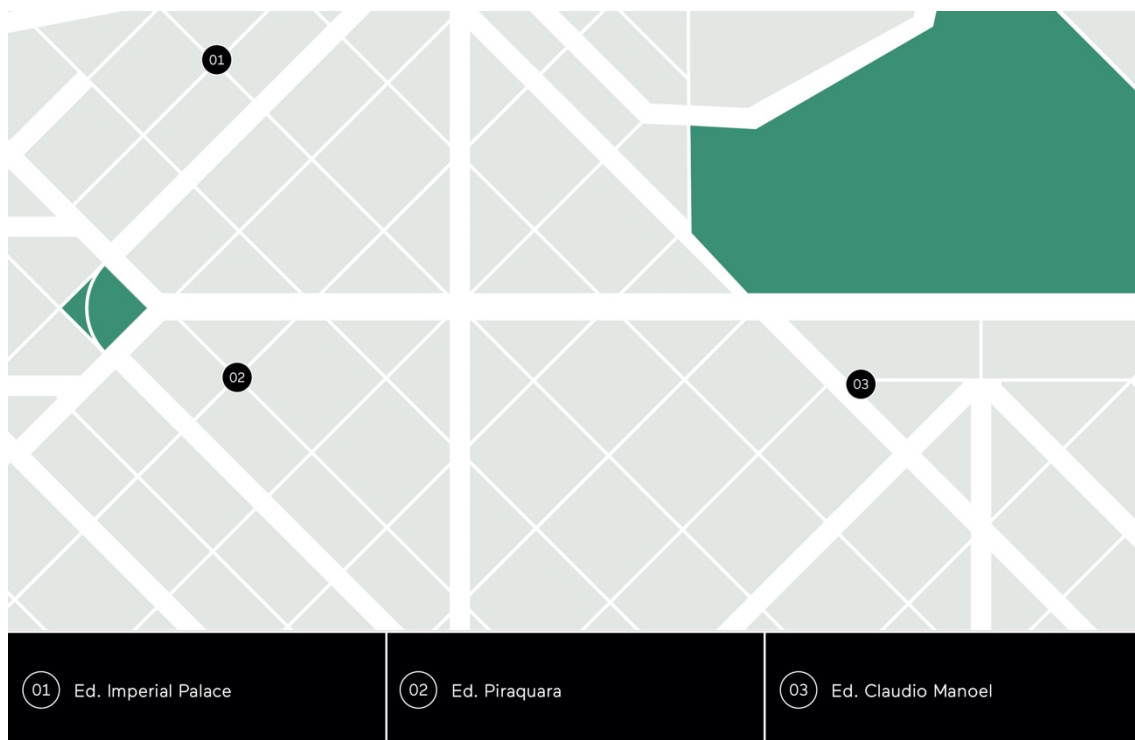 01
02
03
01 Ed. Imperial Palace
02 Ed. Piraquara
03 Ed. Claudio Manoel